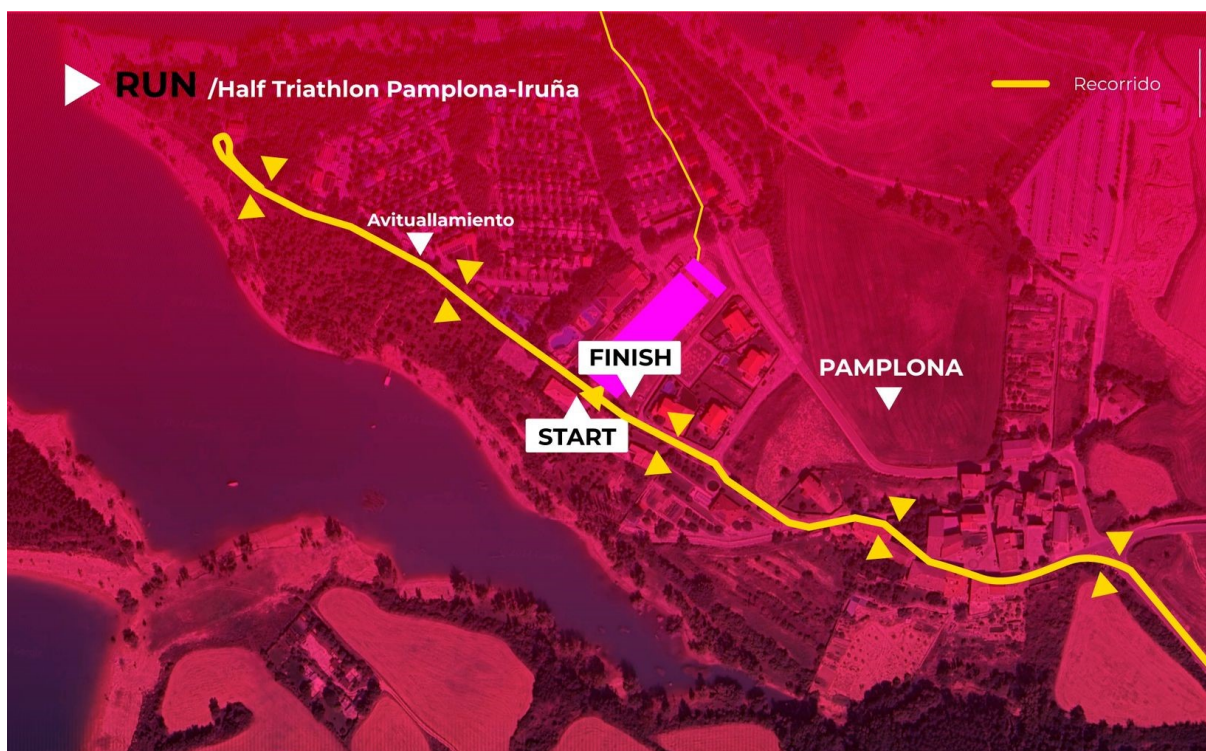 RUN /Half Triathlon Pamplona-Iruña
Recorrido
Avituallamiento
FINISH
PAMPLONA
START